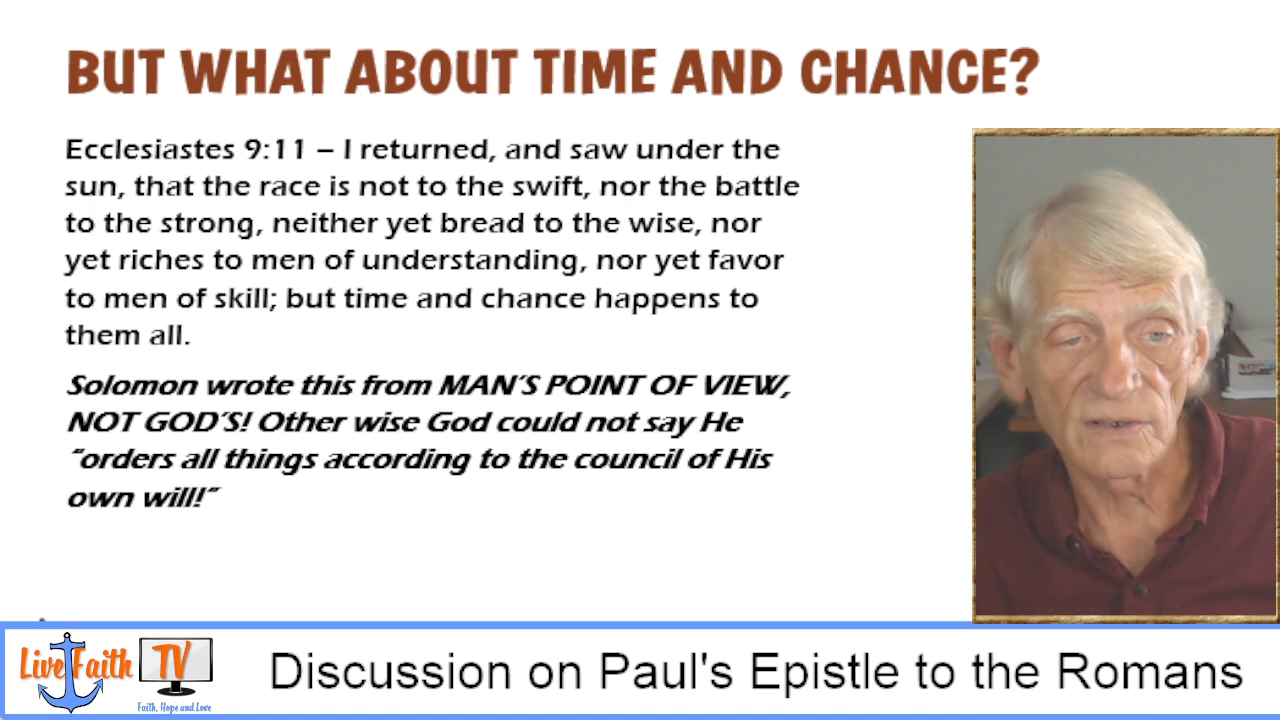 BUT WHAT ABOUT TIME AND CHANCE?
Ecclesiastes 9:11 – I returned, and saw under the
sun, that the race is not to the swift, nor the battle
to the strong, neither yet bread to the wise, nor
yet riches to men of understanding, nor yet favor
to men of skill; but time and chance happens to
them all.
Solomon wrote this from MAN'S POINT OF VIEW,
NOT GOD'S! Other wise God could not say He
"orders all things according to the council of His
own will!"
Live Faith TV
Faith, Hope and Love
Discussion on Paul's Epistle to the Romans